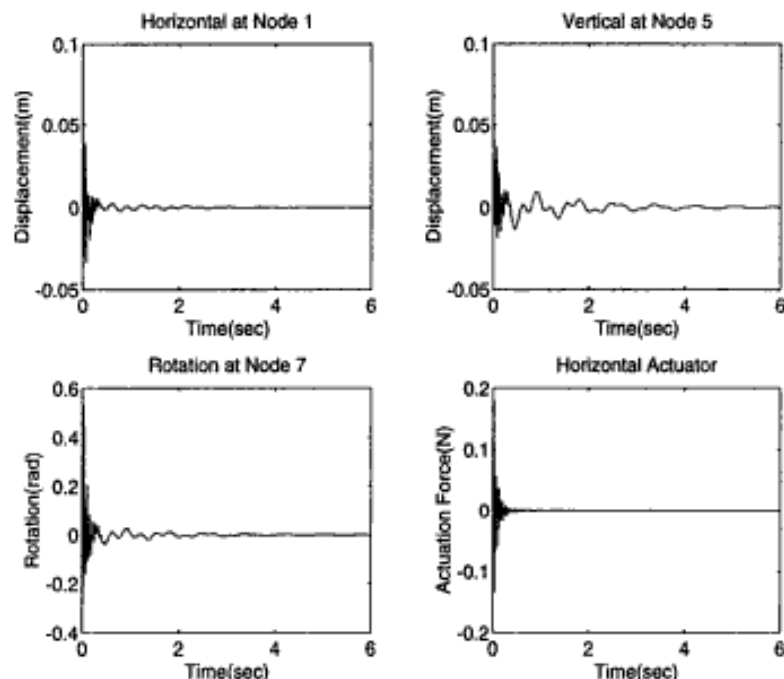 Horizontal at Node 1
0.1
0.05
0
-0.05
Displacement(m)
0 2 4 6
Time(sec)
Vertical at Node 5
0.1
0.05
0
-0.05
Displacement(m)
0 2 4 6
Time(sec)
Rotation at Node 7
0.6
0.4
0.2
0
-0.2
-0.4
Rotation(rad)
0 2 4 6
Time(sec)
Horizontal Actuator
0.2
0.1
0
-0.1
-0.2
Actuation Force(N)
0 2 4 6
Time(sec)